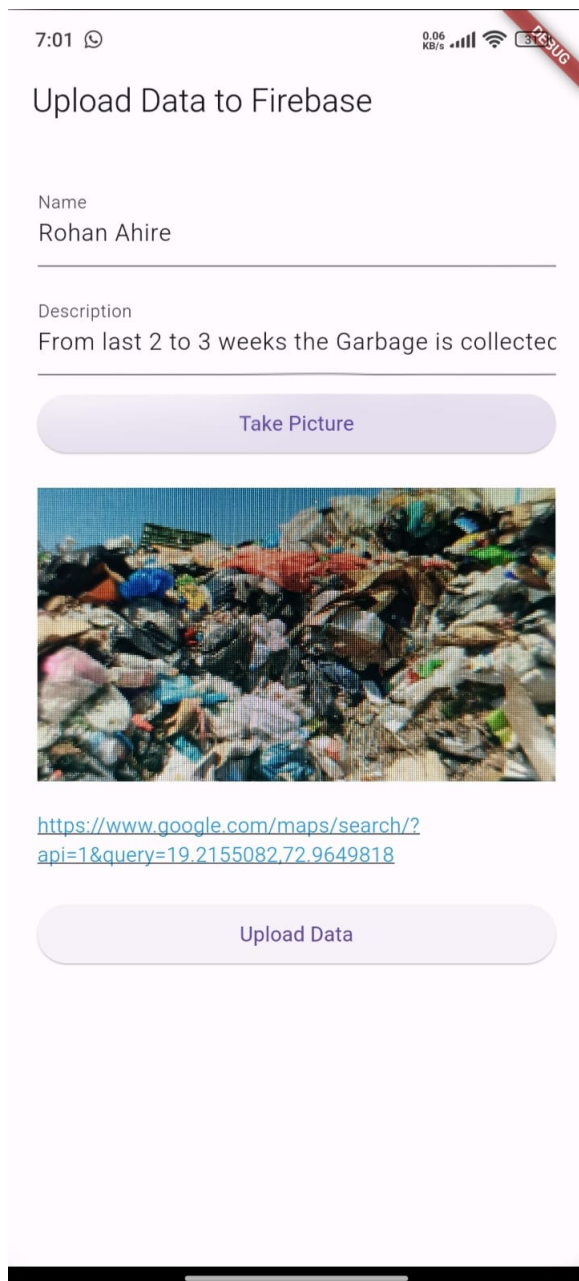 7:01
0.06
KB/s
DEBUG
Upload Data to Firebase
Name
Rohan Ahire
Description
From last 2 to 3 weeks the Garbage is collected
Take Picture
https://www.google.com/maps/search/?
api=1&query=19.2155082,72.9649818
Upload Data